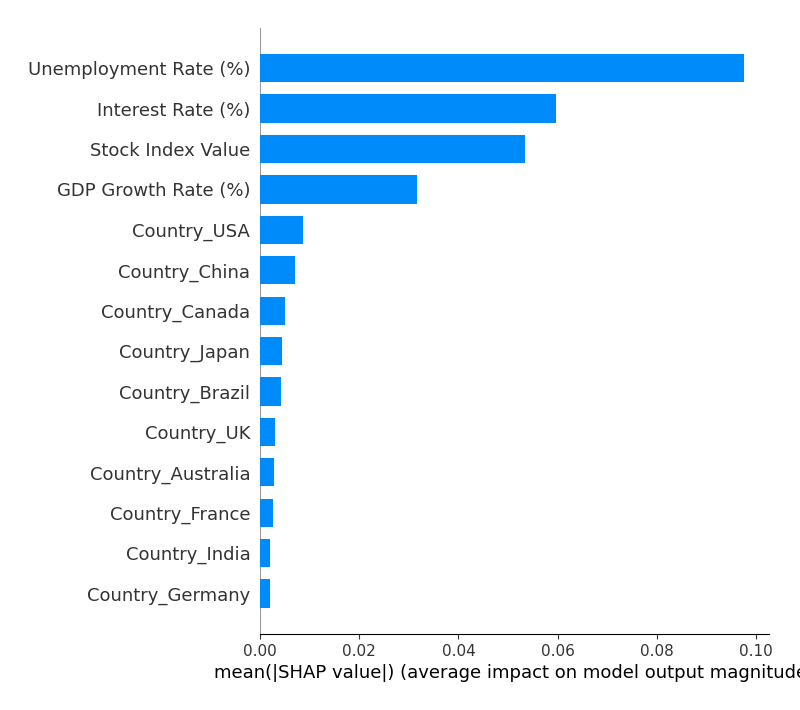 Unemployment Rate (%)
Interest Rate (%)
Stock Index Value
GDP Growth Rate (%)
Country_USA
Country_China
Country_Canada
Country_Japan
Country_Brazil
Country_UK
Country_Australia
Country_France
Country_India
Country_Germany
0.00 0.02 0.04 0.06 0.08 0.10
mean(|SHAP value|) (average impact on model output magnitude